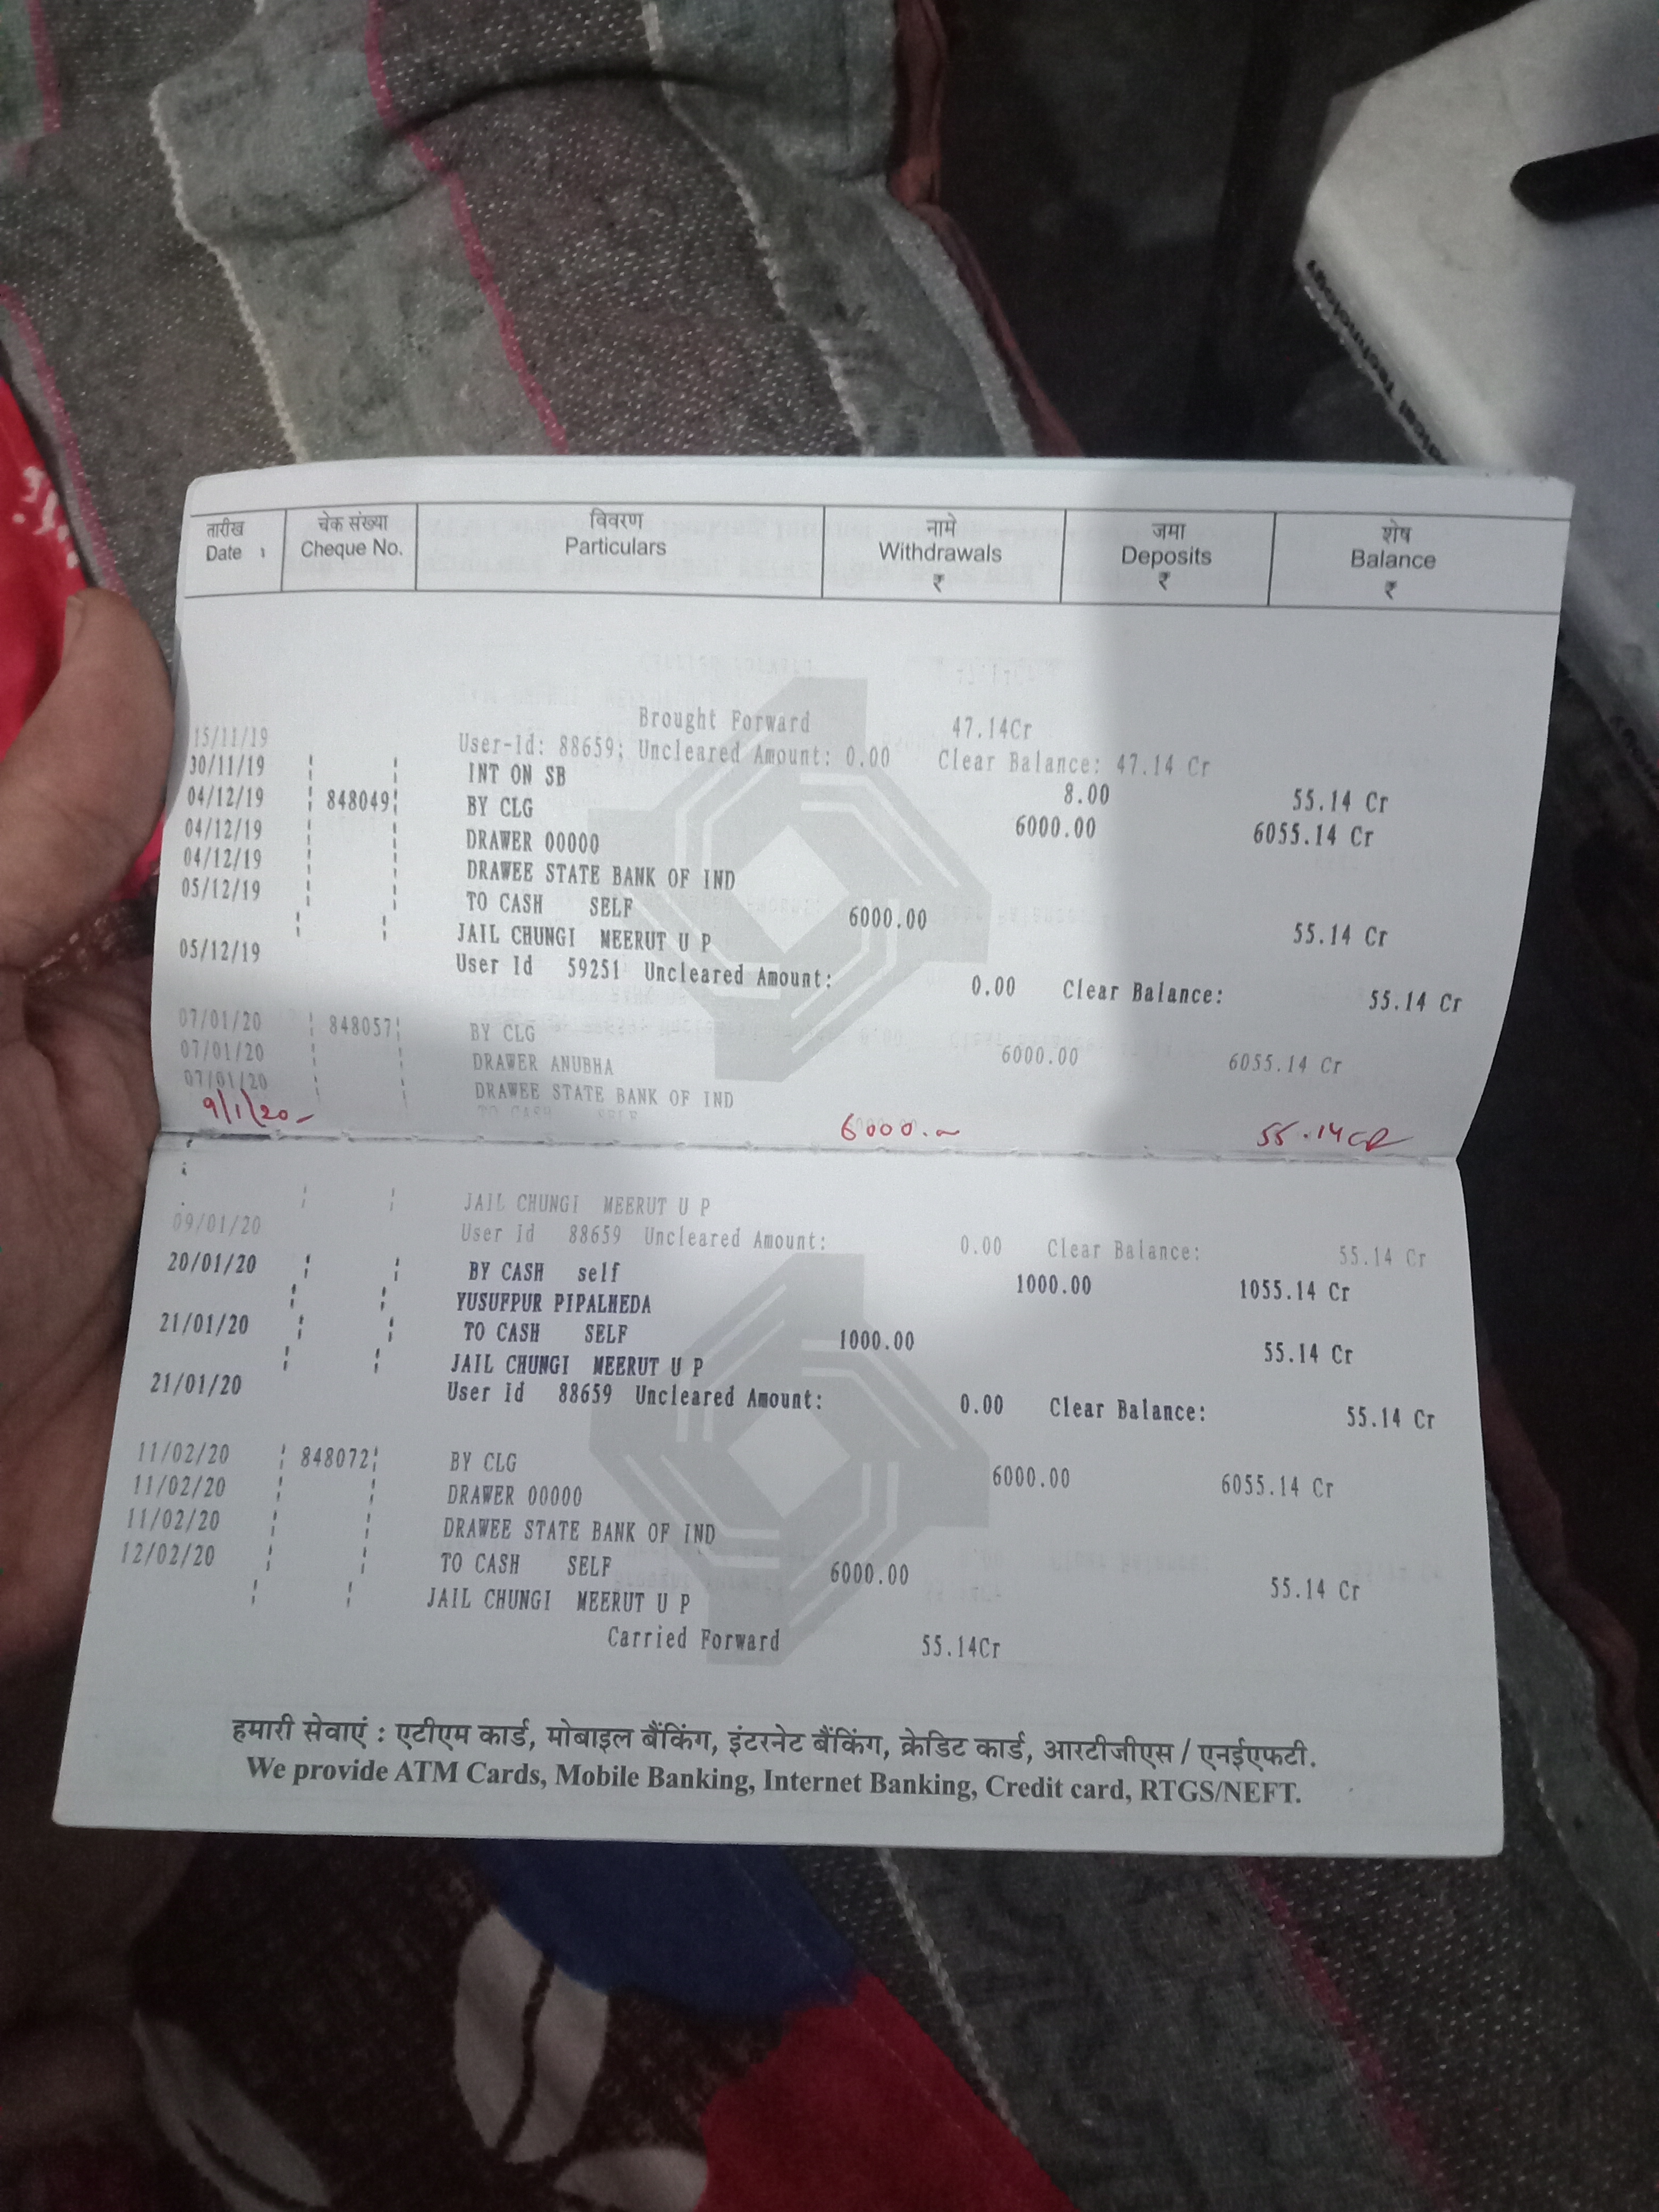 तारीख
Date
चेक संख्या
Cheque No.
विवरण
Particulars
नामे
Withdrawals
₹
जमा
Deposits
₹
शेष
Balance
₹
Brought Forward 47.14Cr
15/11/19 User-Id: 88659; Uncleared Amount: 0.00 Clear Balance: 47.14 Cr
30/11/19 INT ON SB 8.00 55.14 Cr
04/12/19 848049 BY CLG 6000.00 6055.14 Cr
04/12/19 DRAWER 00000
04/12/19 DRAWEE STATE BANK OF IND
05/12/19 TO CASH SELF 6000.00 55.14 Cr
JAIL CHUNGI MEERUT U P
05/12/19 User Id 59251 Uncleared Amount: 0.00 Clear Balance: 55.14 Cr
07/01/20 848057 BY CLG 6000.00 6055.14 Cr
07/01/20 DRAWER ANUBHA
07/01/20 DRAWEE STATE BANK OF IND
TO CASH SELF
9/1/20- 6000.- 55.14 CR
JAIL CHUNGI MEERUT U P
09/01/20 User Id 88659 Uncleared Amount: 0.00 Clear Balance: 55.14 Cr
20/01/20 BY CASH self 1000.00 1055.14 Cr
YUSUFPUR PIPALHEDA
21/01/20 TO CASH SELF 1000.00 55.14 Cr
JAIL CHUNGI MEERUT U P
21/01/20 User Id 88659 Uncleared Amount: 0.00 Clear Balance: 55.14 Cr
11/02/20 848072 BY CLG 6000.00 6055.14 Cr
11/02/20 DRAWER 00000
11/02/20 DRAWEE STATE BANK OF IND
12/02/20 TO CASH SELF 6000.00 55.14 Cr
JAIL CHUNGI MEERUT U P
Carried Forward 55.14Cr
हमारी सेवाएं : एटीएम कार्ड, मोबाइल बैंकिंग, इंटरनेट बैंकिंग, क्रेडिट कार्ड, आरटीजीएस / एनईएफटी.
We provide ATM Cards, Mobile Banking, Internet Banking, Credit card, RTGS/NEFT.